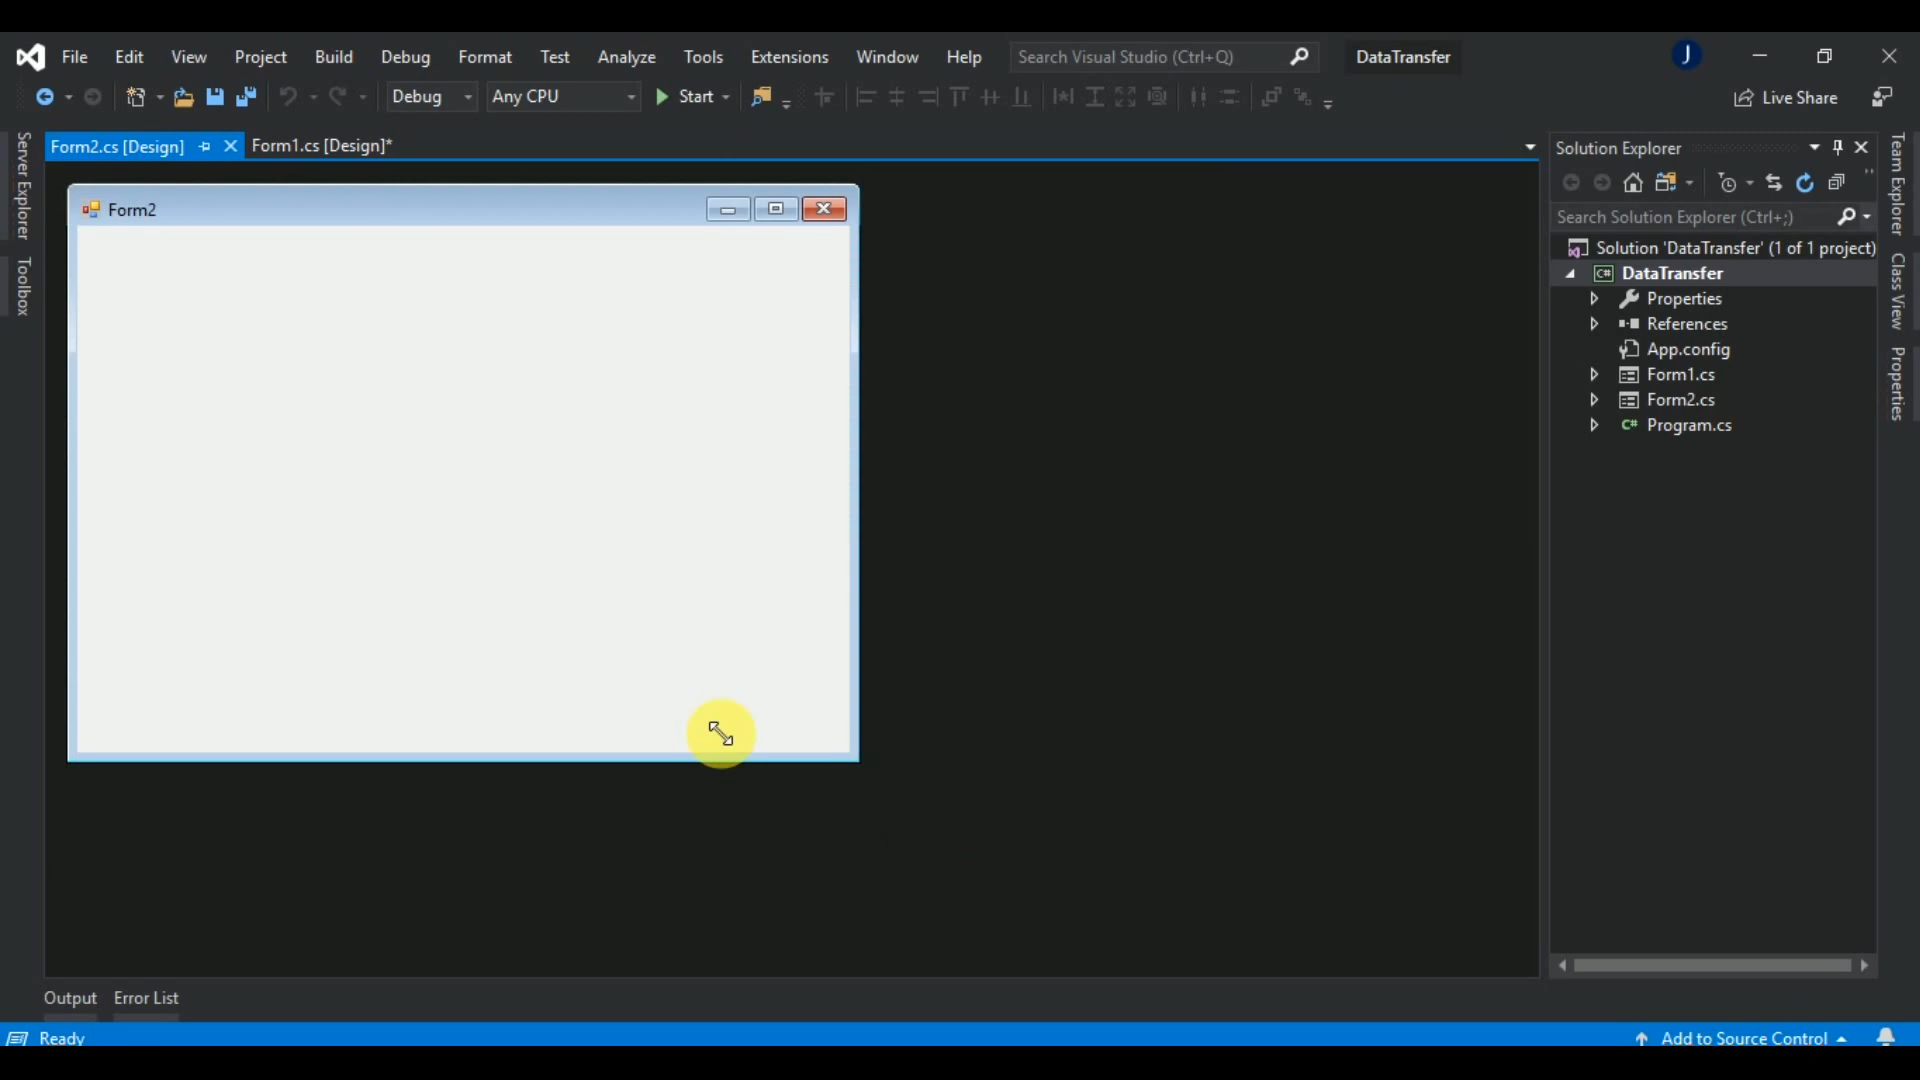 File Edit View Project Build Debug Format Test Analyze Tools Extensions Window Help Search Visual Studio (Ctrl+Q) DataTransfer J
Debug Any CPU Start Live Share
Form2.cs [Design] Form1.cs [Design]*
Server Explorer
Toolbox
Form2
Solution Explorer
Search Solution Explorer (Ctrl+;)
Solution 'DataTransfer' (1 of 1 project)
C# DataTransfer
Properties
References
App.config
Form1.cs
Form2.cs
C# Program.cs
Team Explorer
Class View
Properties
Output Error List
Ready Add to Source Control